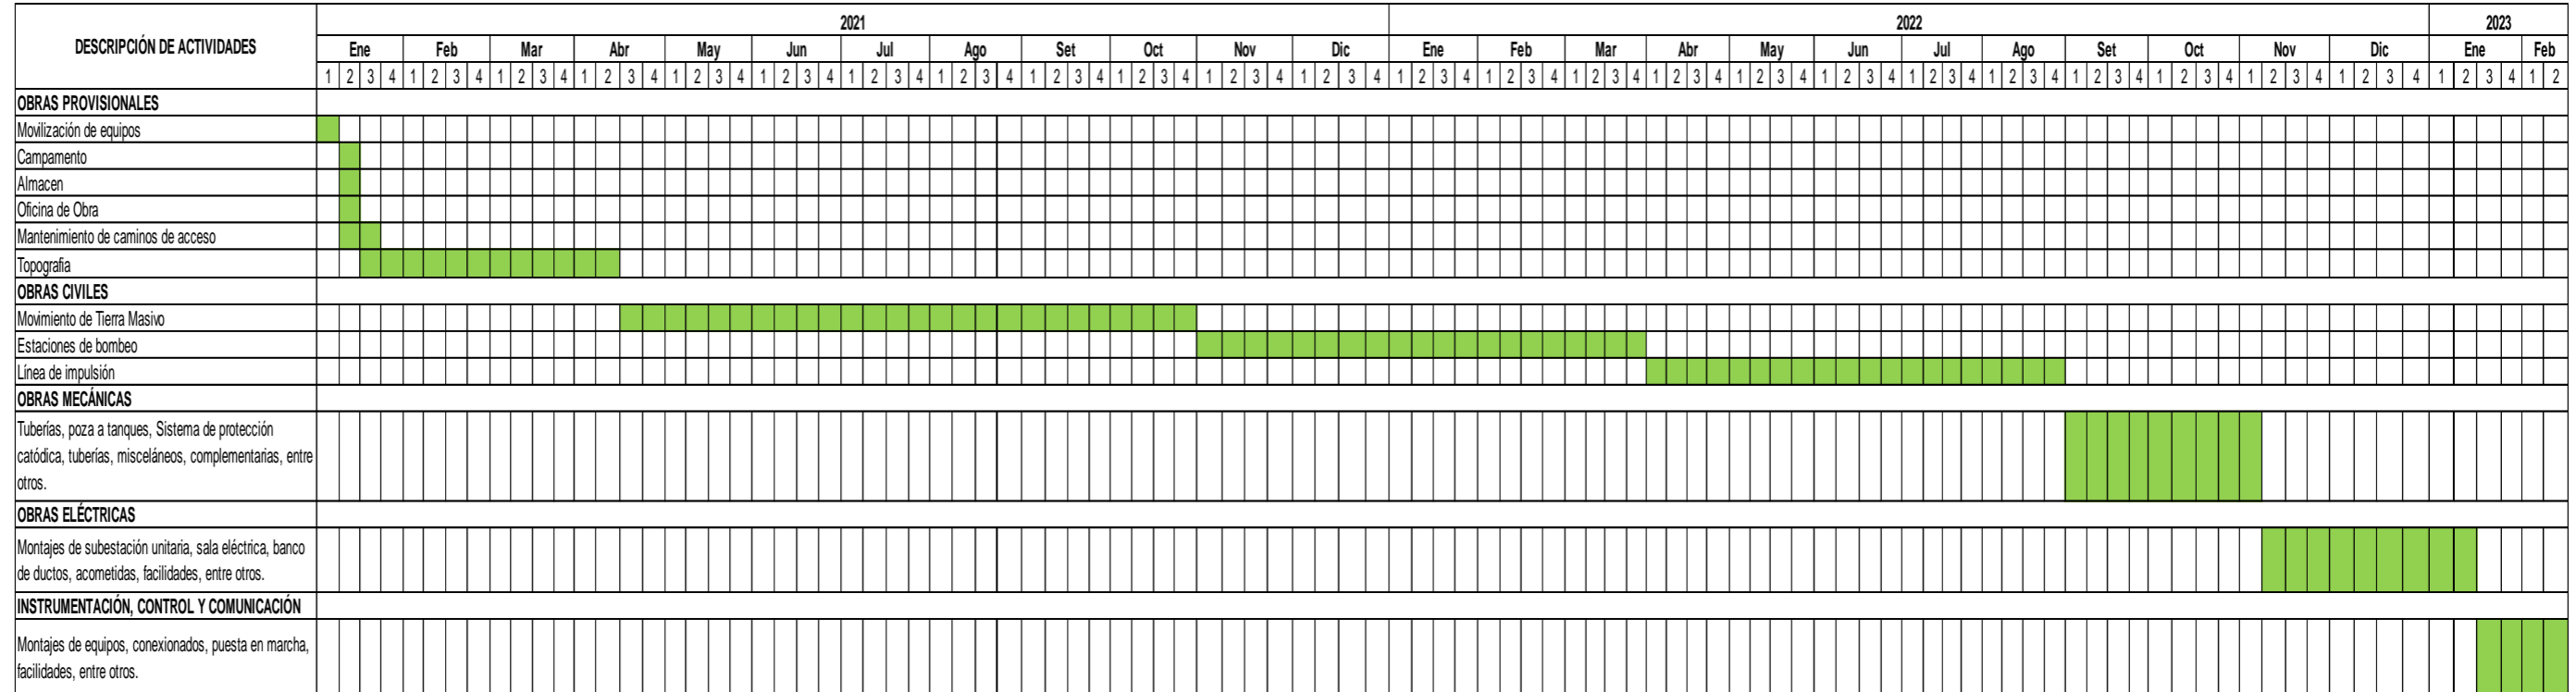 DESCRIPCIÓN DE ACTIVIDADES
2021 2022 2023
Ene Feb Mar Abr May Jun Jul Ago Set Oct Nov Dic Ene Feb Mar Abr May Jun Jul Ago Set Oct Nov Dic Ene Feb
1 2 3 4 1 2 3 4 1 2 3 4 1 2 3 4 1 2 3 4 1 2 3 4 1 2 3 4 1 2 3 4 1 2 3 4 1 2 3 4 1 2 3 4 1 2 3 4 1 2 3 4 1 2 3 4 1 2 3 4 1 2 3 4 1 2 3 4 1 2 3 4 1 2 3 4 1 2 3 4 1 2 3 4 1 2 3 4 1 2 3 4 1 2 3 4 1 2 3 4 1 2
OBRAS PROVISIONALES
Movilización de equipos
Campamento
Almacen
Oficina de Obra
Mantenimiento de caminos de acceso
Topografia
OBRAS CIVILES
Movimiento de Tierra Masivo
Estaciones de bombeo
Línea de impulsión
OBRAS MECÁNICAS
Tuberías, poza a tanques, Sistema de protección
catódica, tuberías, misceláneos, complementarias, entre
otros.
OBRAS ELÉCTRICAS
Montajes de subestación unitaria, sala eléctrica, banco
de ductos, acometidas, facilidades, entre otros.
INSTRUMENTACIÓN, CONTROL Y COMUNICACIÓN
Montajes de equipos, conexionados, puesta en marcha,
facilidades, entre otros.